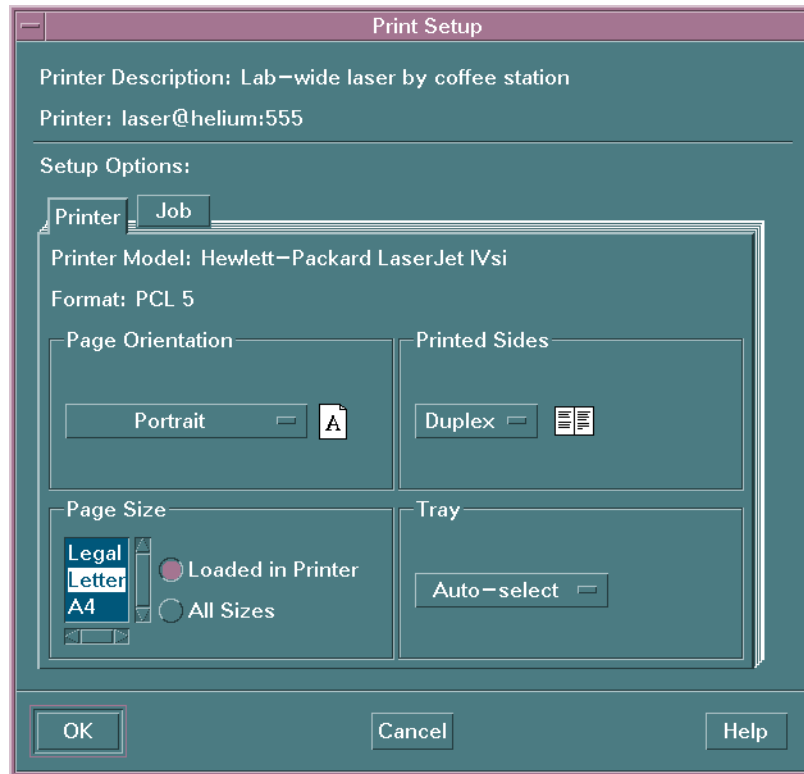 Print Setup
Printer Description: Lab-wide laser by coffee station
Printer: laser@helium:555
Setup Options:
Printer
Job
Printer Model: Hewlett-Packard LaserJet IVsi
Format: PCL 5
Page Orientation
Printed Sides
Portrait
A
Duplex
Page Size
Tray
Legal
Letter
A4
Loaded in Printer
All Sizes
Auto-select
OK
Cancel
Help